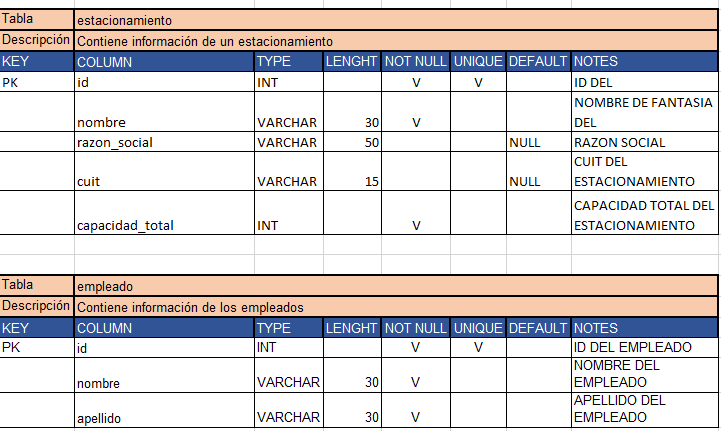 Tabla estacionamiento
Descripción Contiene información de un estacionamiento
KEY COLUMN TYPE LENGHT NOT NULL UNIQUE DEFAULT NOTES
PK id INT V V ID DEL
NOMBRE DE FANTASIA
nombre VARCHAR 30 V DEL
razon_social VARCHAR 50 NULL RAZON SOCIAL
CUIT DEL
cuit VARCHAR 15 NULL ESTACIONAMIENTO
CAPACIDAD TOTAL DEL
capacidad_total INT V ESTACIONAMIENTO
Tabla empleado
Descripción Contiene información de los empleados
KEY COLUMN TYPE LENGHT NOT NULL UNIQUE DEFAULT NOTES
PK id INT V V ID DEL EMPLEADO
NOMBRE DEL
nombre VARCHAR 30 V EMPLEADO
APELLIDO DEL
apellido VARCHAR 30 V EMPLEADO